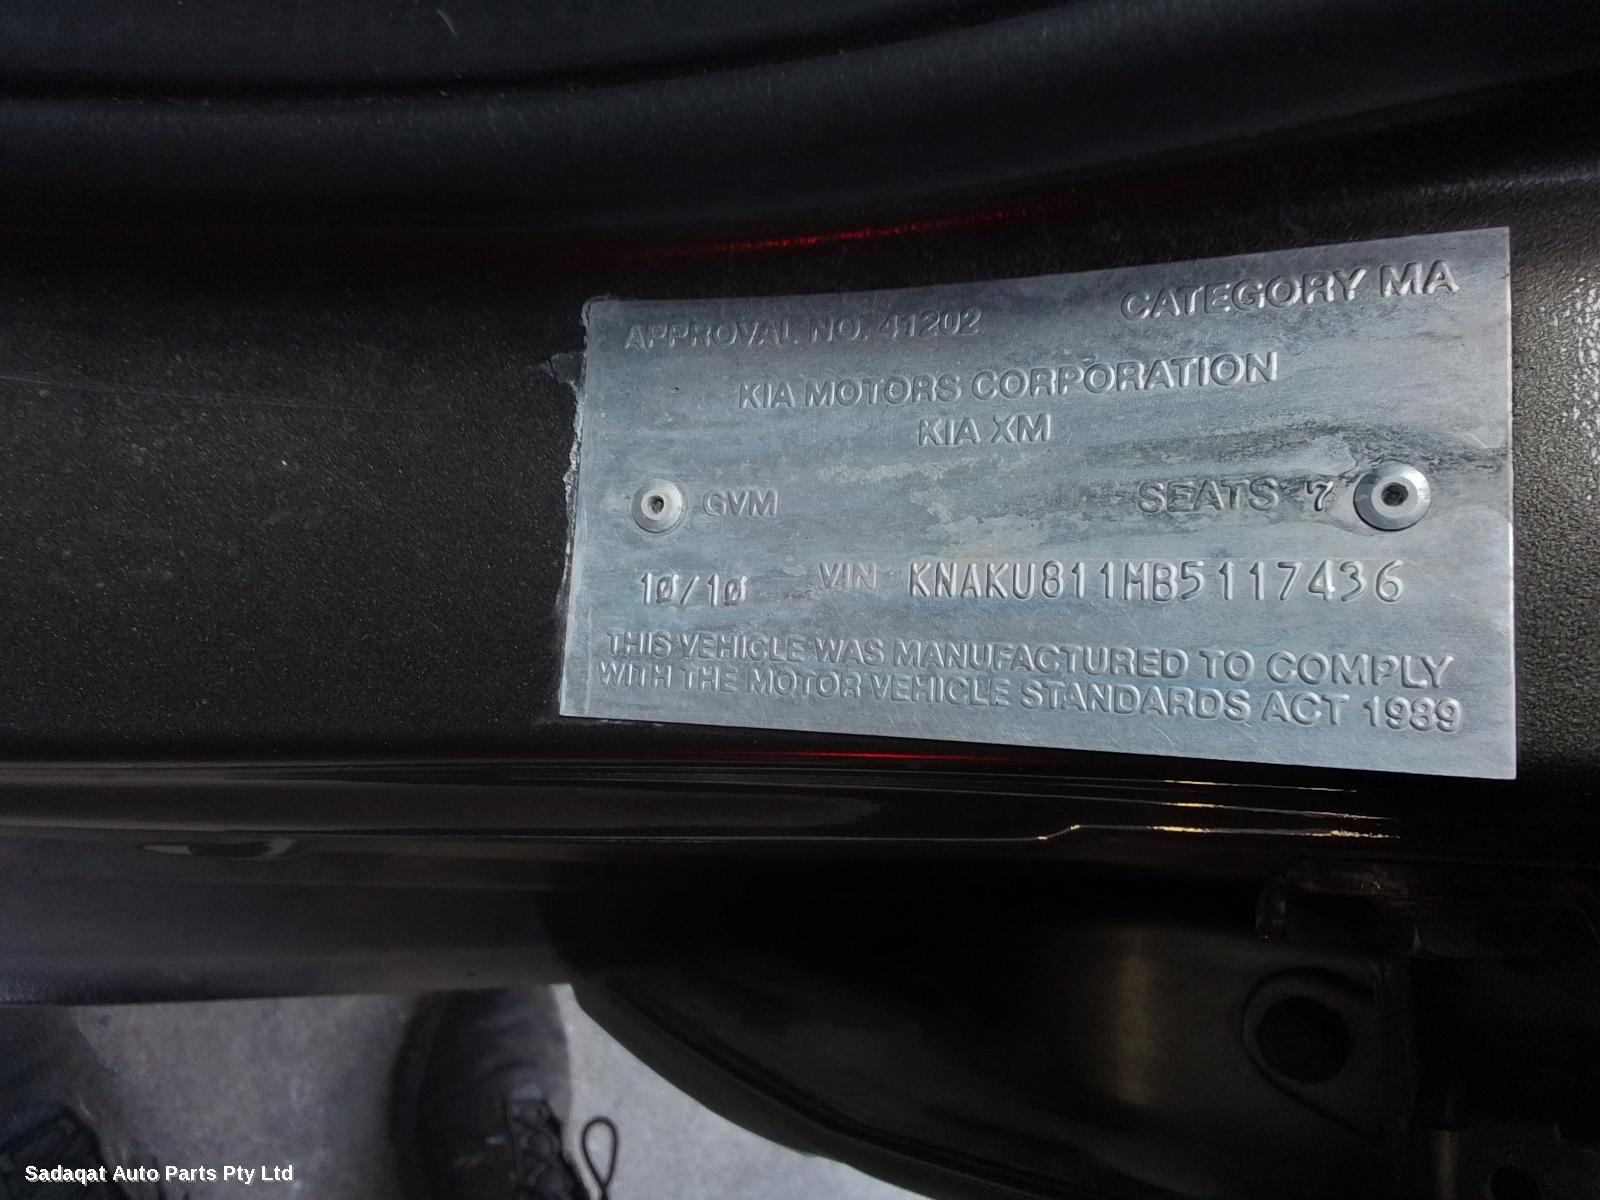 APPROVAL NO. 41202 CATEGORY MA
KIA MOTORS CORPORATION
KIA XM
GVM SEATS 7
10/10 VIN KNAKU811MB5117436
THIS VEHICLE WAS MANUFACTURED TO COMPLY
WITH THE MOTOR VEHICLE STANDARDS ACT 1989
Sadaqat Auto Parts Pty Ltd